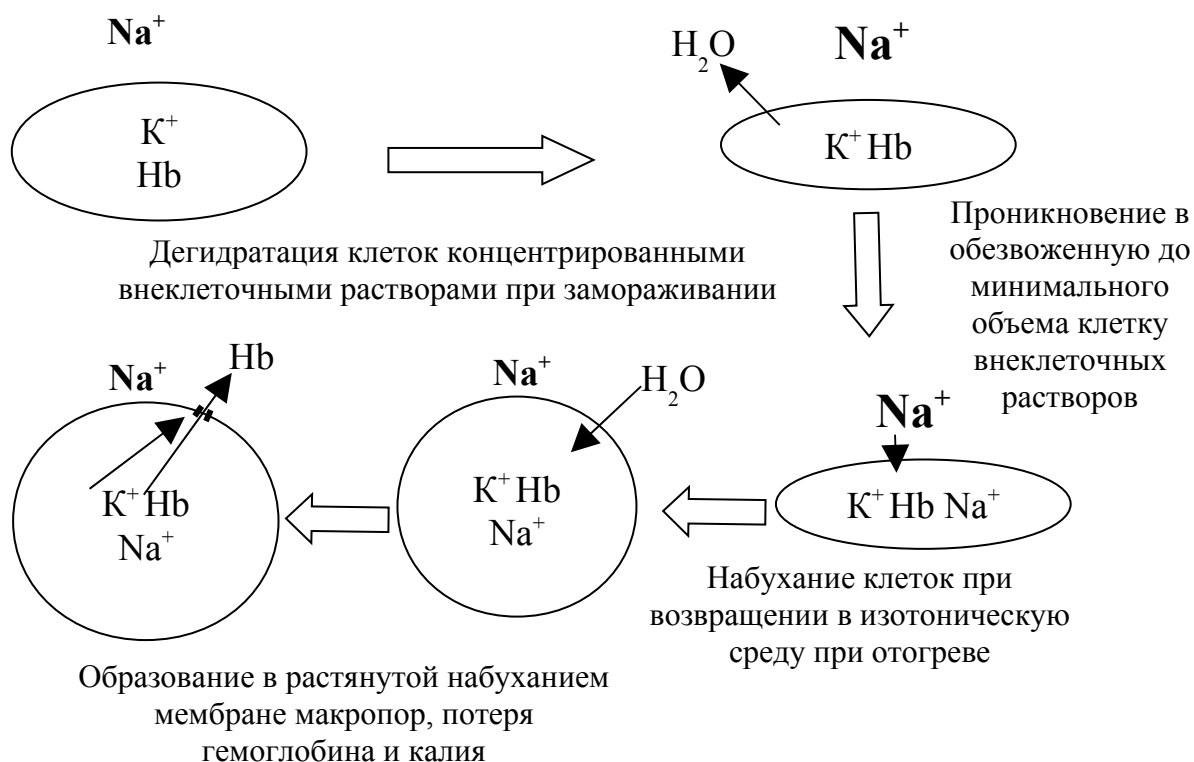 Na⁺
K⁺
Hb
H₂O
Na⁺
K⁺ Hb
Дегидратация клеток концентрированными
внеклеточными растворами при замораживании
Проникновение в
обезвоженную до
минимального
объема клетку
внеклеточных
растворов
Na⁺
K⁺ Hb Na⁺
Набухание клеток при
возвращении в изотоническую
среду при отогреве
Na⁺
H₂O
K⁺ Hb
Na⁺
Na⁺
Hb
K⁺ Hb
Na⁺
Образование в растянутой набуханием
мембране макропор, потеря
гемоглобина и калия